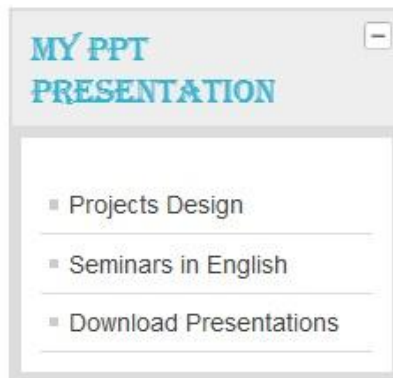 MY PPT
PRESENTATION
Projects Design
Seminars in English
Download Presentations